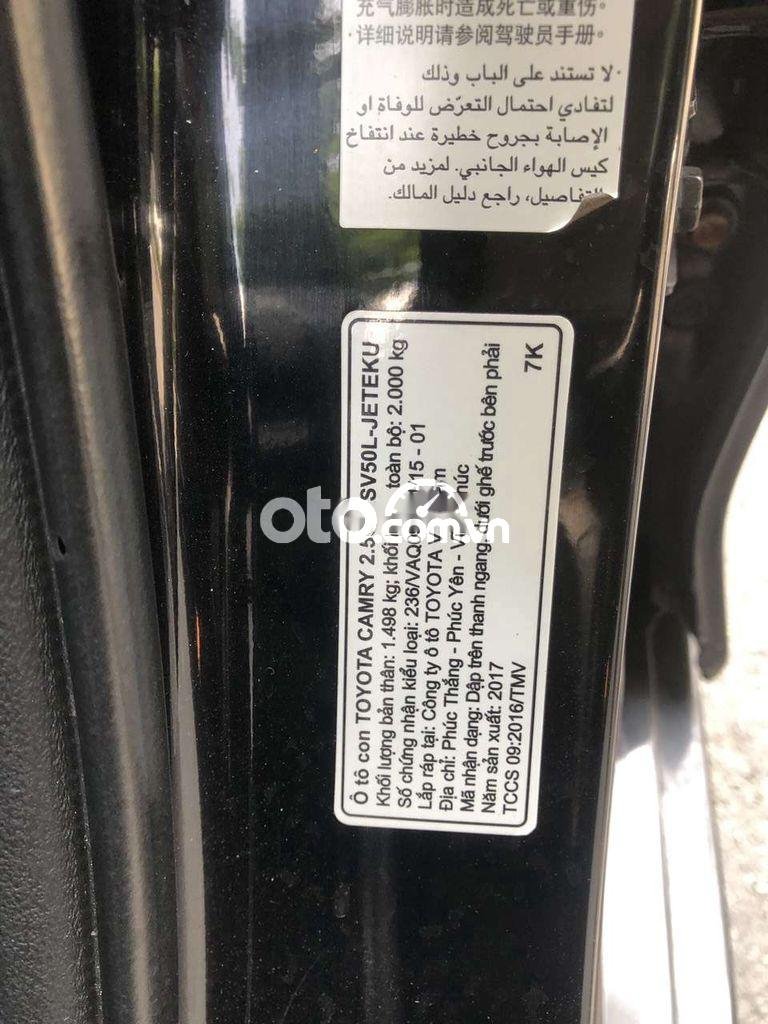 充气膨胀时造成死亡或重伤。
·详细说明请参阅驾驶员手册。
·لا تستند على الباب وذلك
لتفادي احتمال التعرّض للوفاة او
الإصابة بجروح خطيرة عند انتفاخ
كيس الهواء الجانبي. لمزيد من
التفاصيل، راجع دليل المالك.
Ô tô con TOYOTA CAMRY 2.5 SV50L-JETEKU
Khối lượng bản thân: 1.498 kg; khối toàn bộ: 2.000 kg
Số chứng nhận kiểu loại: 236/VAQ09 15 - 01
Lắp ráp tại: Công ty ô tô TOYOTA
Địa chỉ: Phúc Thắng - Phúc Yên -
Mã nhận dạng: Dập trên thanh ngang, dưới ghế trước bên phải
Năm sản xuất: 2017
TCCS 09:2016/TMV
7K
oto.com.vn